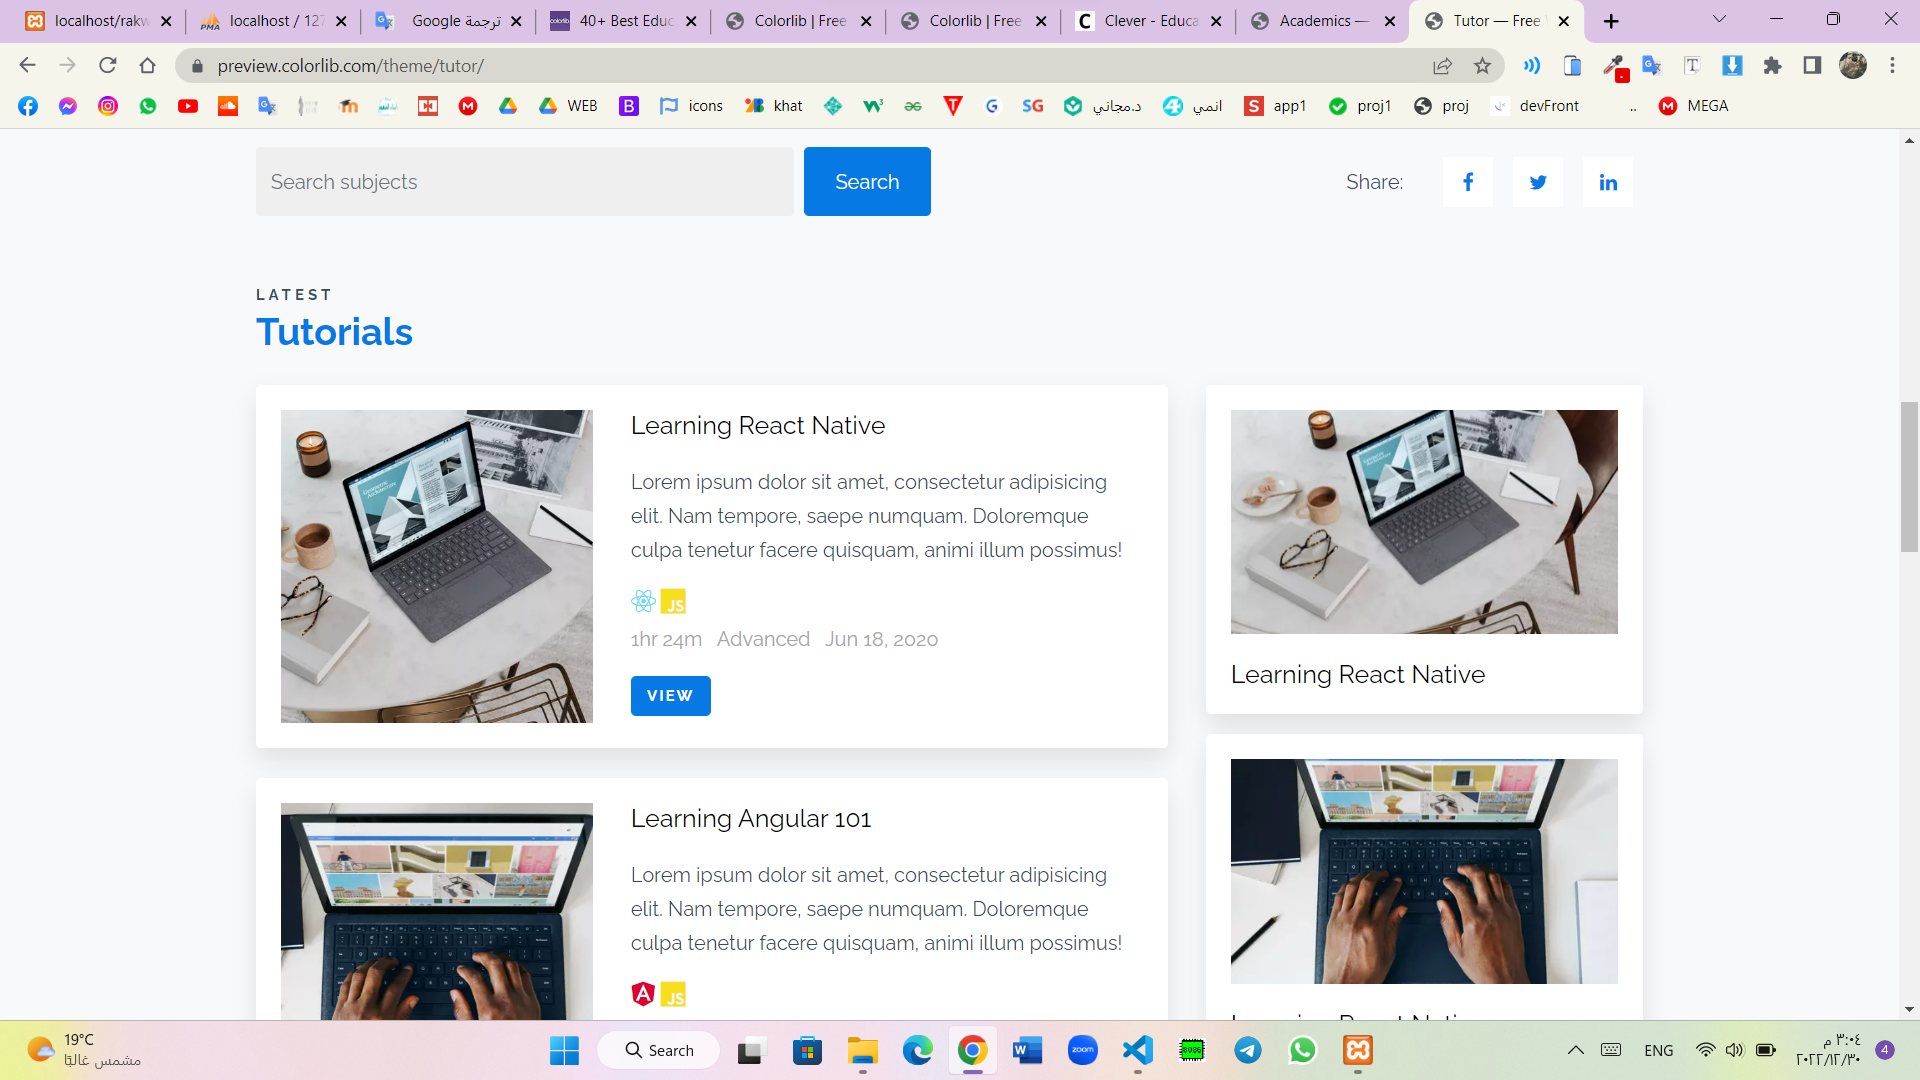 localhost/rakw
localhost / 127
ترجمة Google
40+ Best Educ
Colorlib | Free
Colorlib | Free
Clever - Educa
Academics —
Tutor — Free
preview.colorlib.com/theme/tutor/
WEB
icons
khat
د.مجاني
انمي
app1
proj1
proj
devFront
..
MEGA
Search subjects
Search
Share:
LATEST
Tutorials
Learning React Native
Lorem ipsum dolor sit amet, consectetur adipisicing
elit. Nam tempore, saepe numquam. Doloremque
culpa tenetur facere quisquam, animi illum possimus!
JS
1hr 24m Advanced Jun 18, 2020
VIEW
Learning React Native
Learning Angular 101
Lorem ipsum dolor sit amet, consectetur adipisicing
elit. Nam tempore, saepe numquam. Doloremque
culpa tenetur facere quisquam, animi illum possimus!
JS
19°C
مشمس غالبًا
Search
zoom
ENG
٣:٠٤ م
٢٠٢٢/١٢/٣٠
4